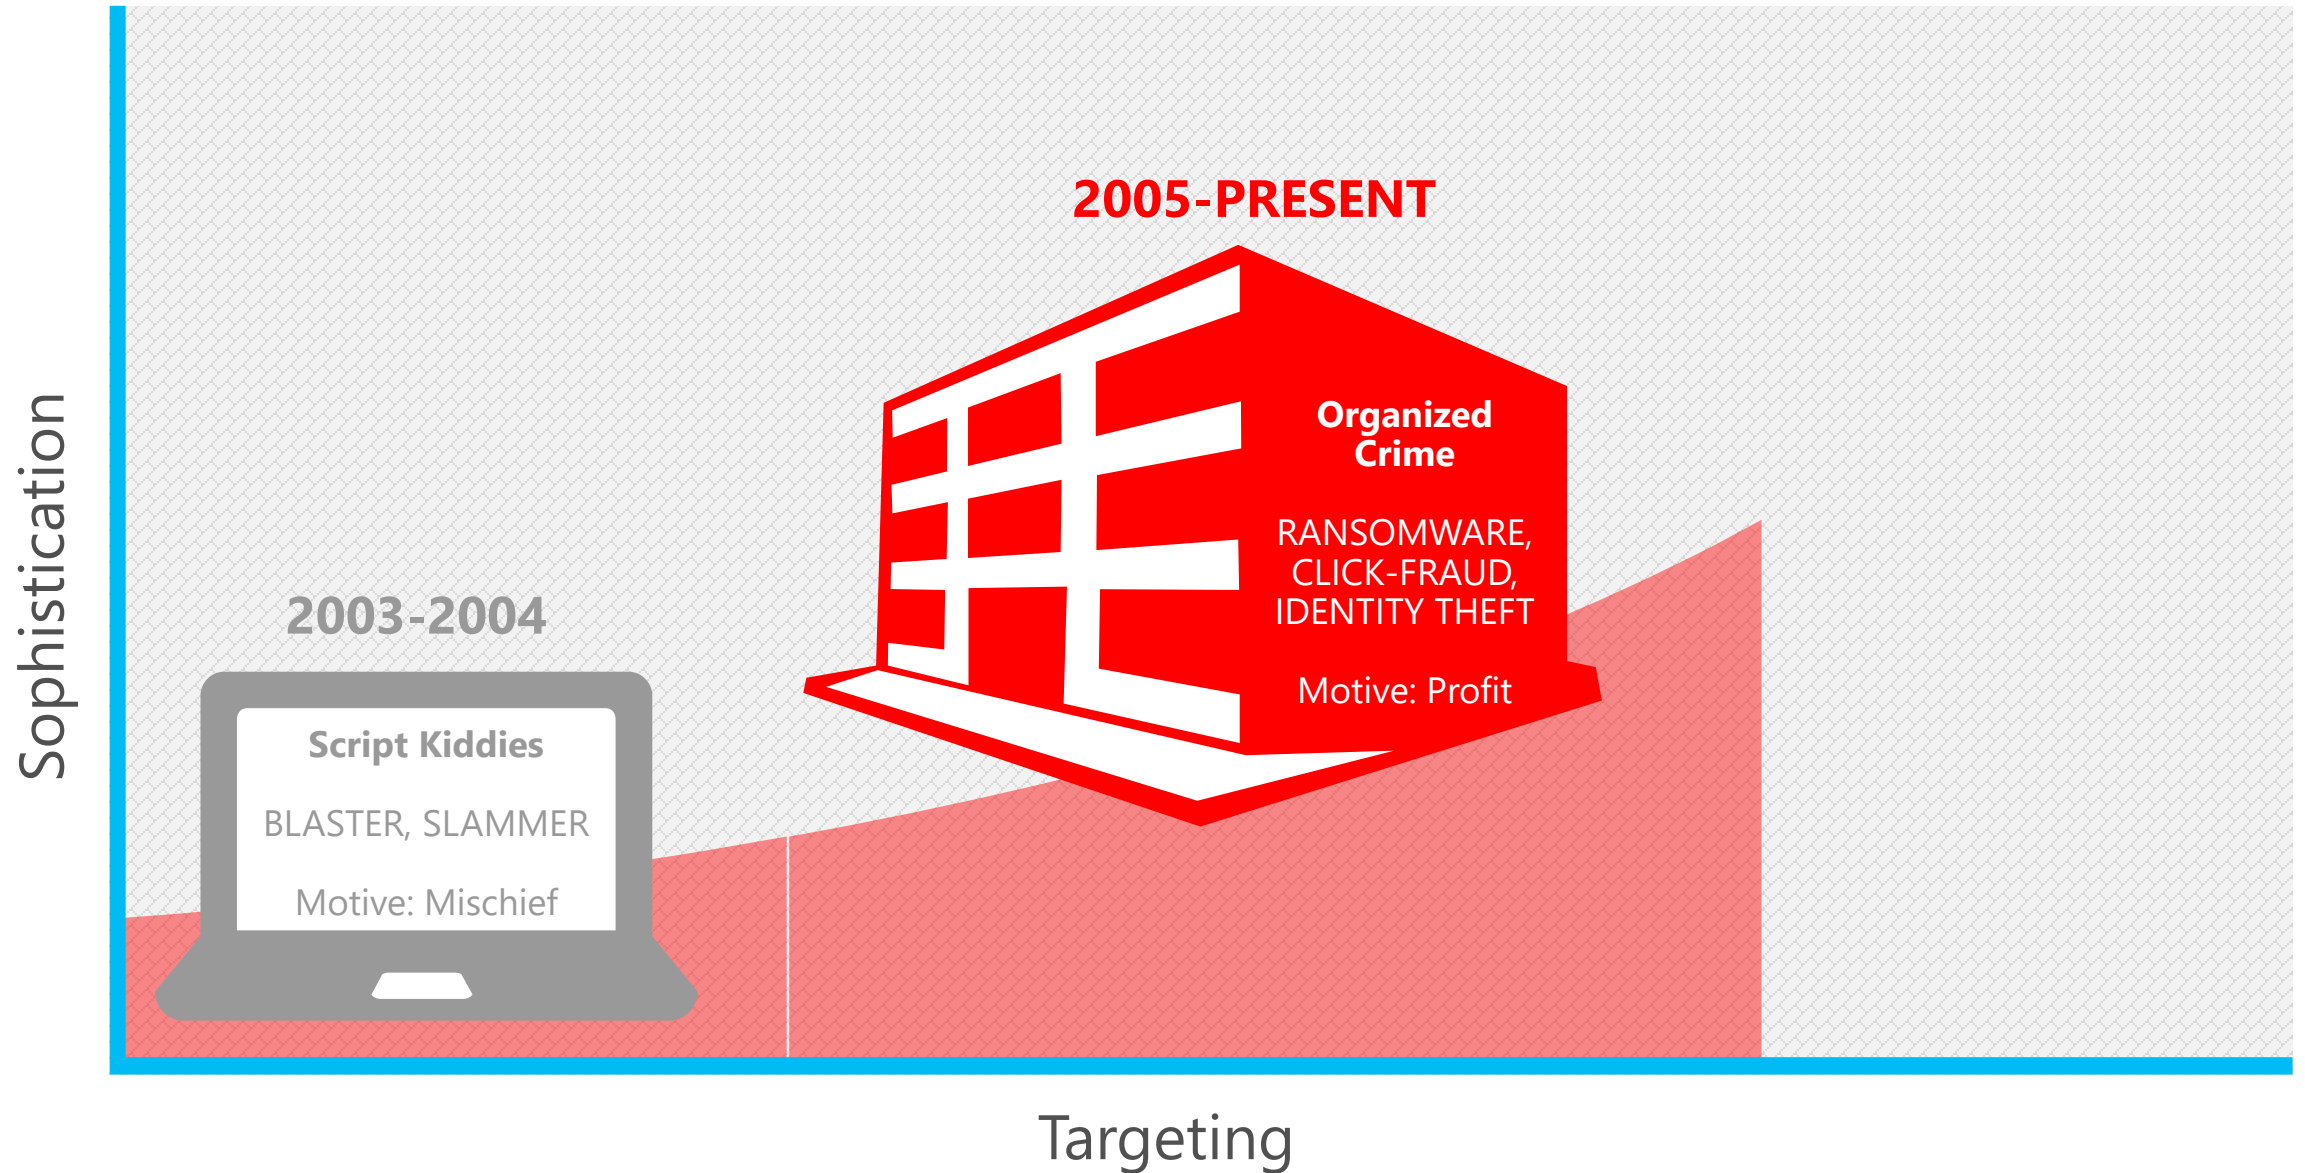 Sophistication
2003-2004
Script Kiddies
BLASTER, SLAMMER
Motive: Mischief
2005-PRESENT
Organized
Crime
RANSOMWARE,
CLICK-FRAUD,
IDENTITY THEFT
Motive: Profit
Targeting